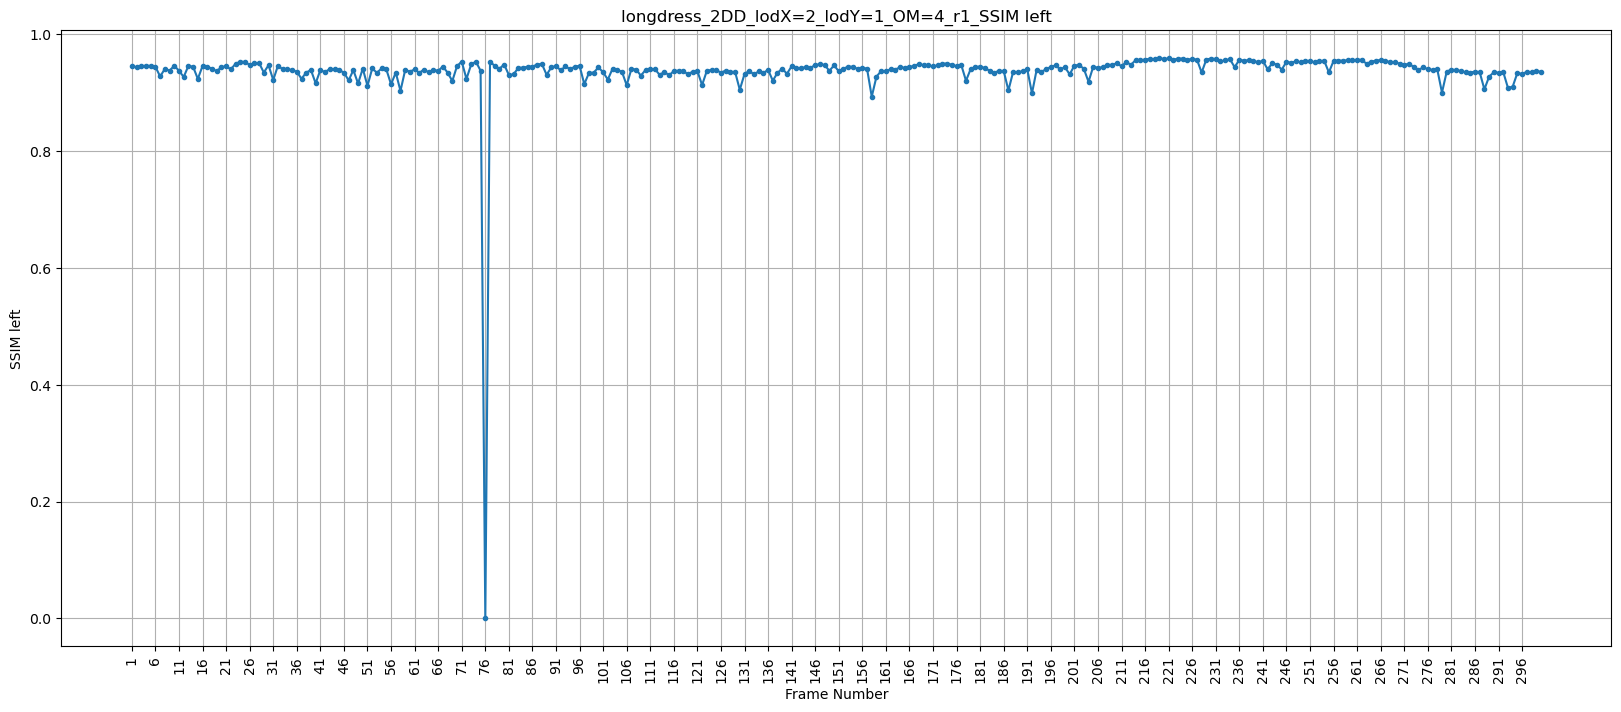 longdress_2DD_lodX=2_lodY=1_OM=4_r1_SSIM left
1.0
0.8
0.6
0.4
0.2
0.0
SSIM left
1 6 11 16 21 26 31 36 41 46 51 56 61 66 71 76 81 86 91 96 101 106 111 116 121 126 131 136 141 146 151 156 161 166 171 176 181 186 191 196 201 206 211 216 221 226 231 236 241 246 251 256 261 266 271 276 281 286 291 296
Frame Number